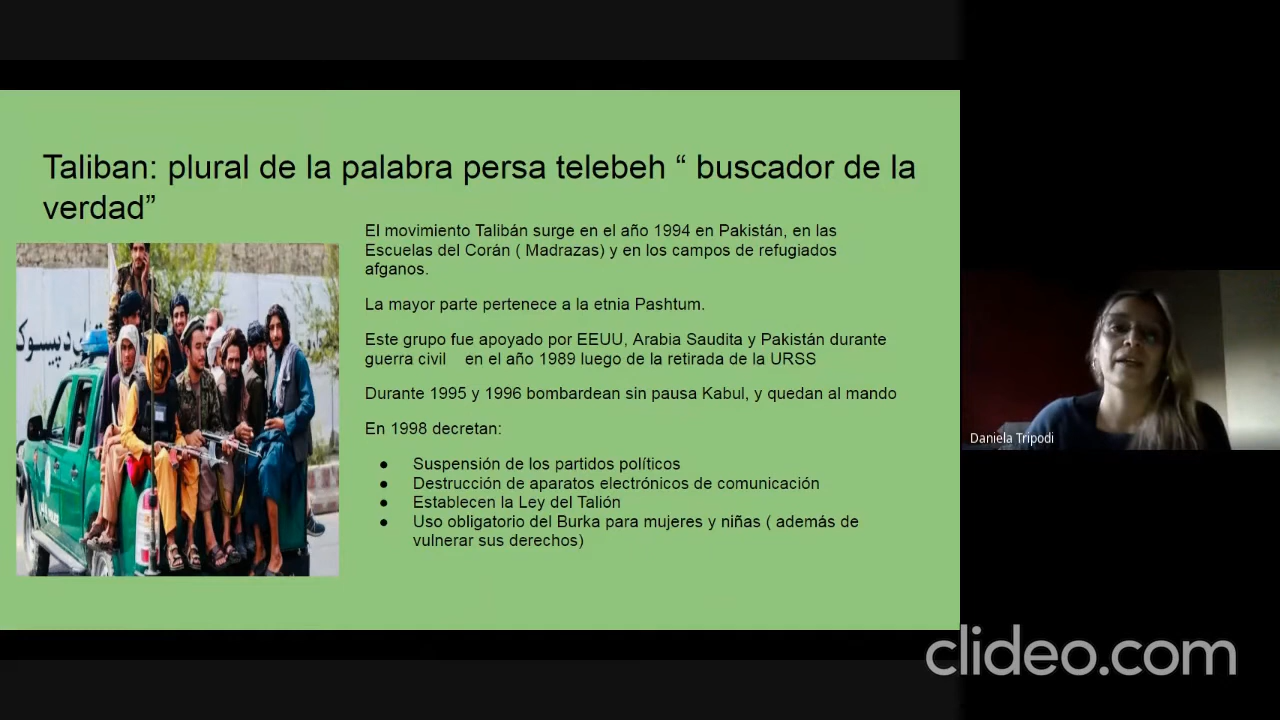 Taliban: plural de la palabra persa telebeh “ buscador de la
verdad”
El movimiento Talibán surge en el año 1994 en Pakistán, en las
Escuelas del Corán ( Madrazas) y en los campos de refugiados
afganos.
La mayor parte pertenece a la etnia Pashtum.
Este grupo fue apoyado por EEUU, Arabia Saudita y Pakistán durante
guerra civil en el año 1989 luego de la retirada de la URSS
Durante 1995 y 1996 bombardean sin pausa Kabul, y quedan al mando
En 1998 decretan:
● Suspensión de los partidos políticos
● Destrucción de aparatos electrónicos de comunicación
● Establecen la Ley del Talión
● Uso obligatorio del Burka para mujeres y niñas ( además de
vulnerar sus derechos)
Daniela Tripodi
clideo.com